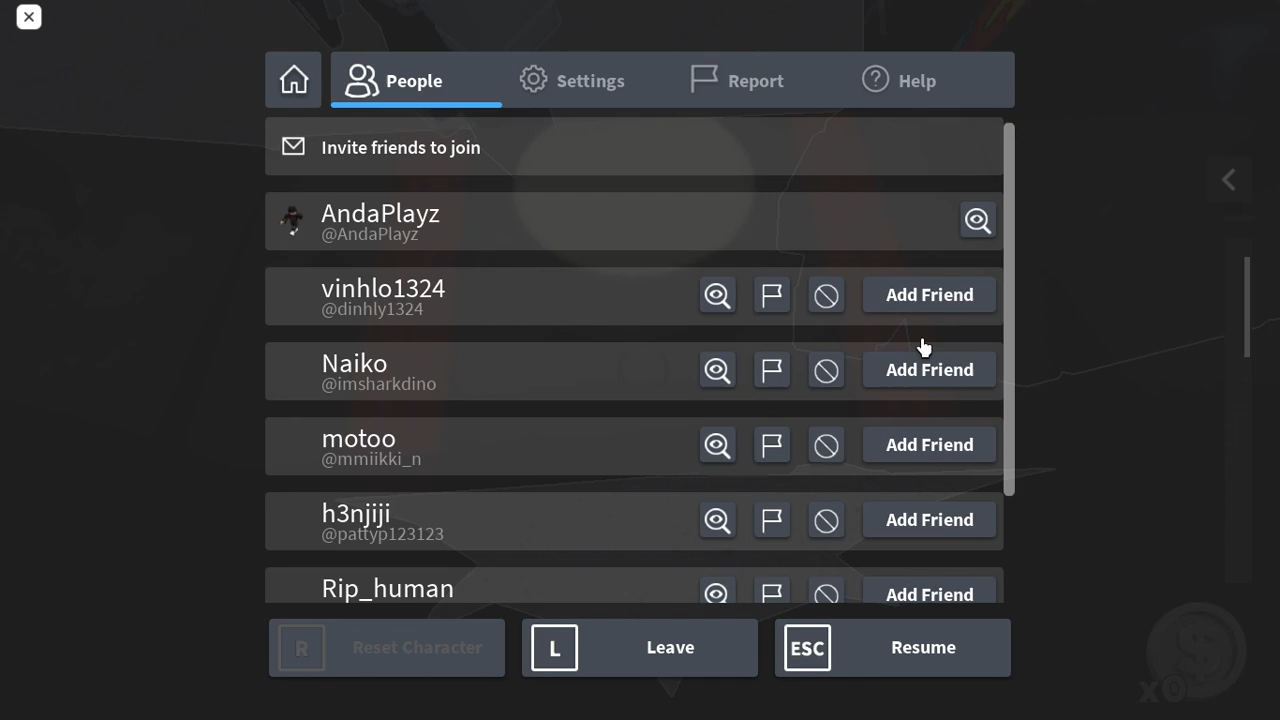 People
Settings
Report
Help
Invite friends to join
AndaPlayz
@AndaPlayz
vinhlo1324
@dinhly1324
Add Friend
Naiko
@imsharkdino
Add Friend
motoo
@mmiikki_n
Add Friend
h3njiji
@pattyp123123
Add Friend
Rip_human
Add Friend
R Reset Character
L Leave
ESC Resume
x0